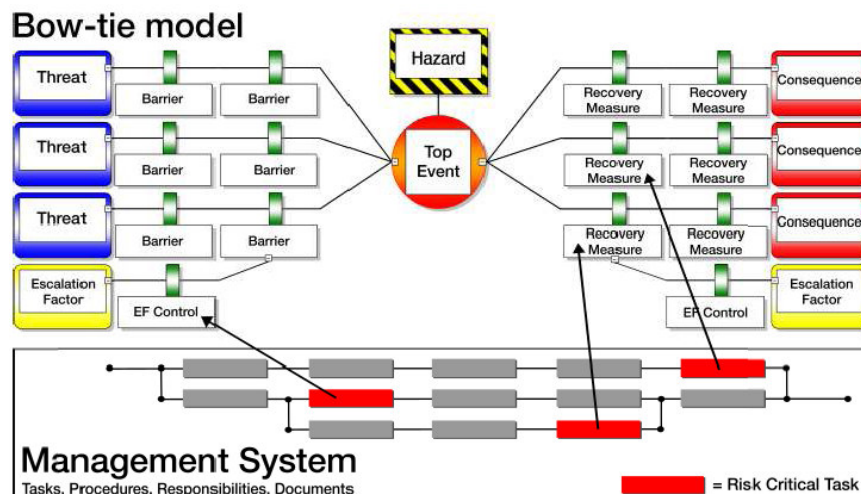 Bow-tie model
Hazard
Threat
Barrier
Barrier
Recovery
Measure
Recovery
Measure
Consequence
Threat
Barrier
Barrier
Top
Event
Recovery
Measure
Recovery
Measure
Consequence
Threat
Barrier
Barrier
Recovery
Measure
Recovery
Measure
Consequence
Escalation
Factor
EF Control
EF Control
Escalation
Factor
Management System
Tasks, Procedures, Responsibilities, Documents
= Risk Critical Task